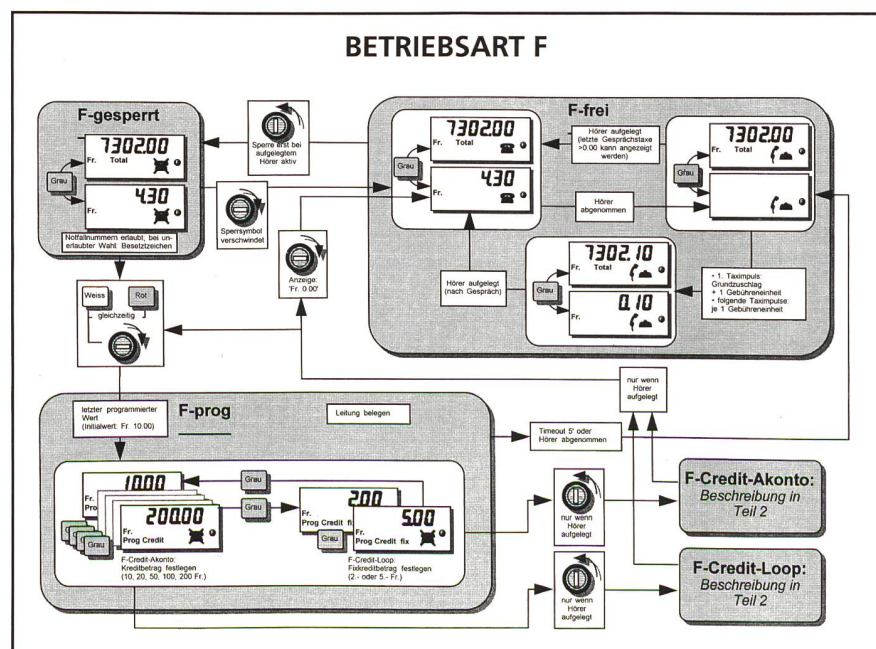 BETRIEBSART F
F-gesperrt
7302.00
Fr. Total
Grau
4.30
Fr.
Notfallnummern erlaubt, bei un-
erlaubter Wahl Besetztzeichen
Sperre erst bei
aufgelegtem
Hörer aktiv
Sperrsymbol
verschwindet
F-frei
7302.00
Fr. Total
Grau
4.30
Fr.
Hörer aufgelegt
(letzte Gesprächstaxe
>0.00 kann angezeigt
werden)
7302.00
Fr. Total
Grau
Fr.
Hörer
abgenommen
Anzeige:
'Fr. 0.00'
Hörer aufgelegt
(nach Gespräch)
7302.10
Fr. Total
Grau
0.10
Fr.
• 1. Taximpuls:
Grundzuschlag
+ 1 Gebühreneinheit
• folgende Taximpulse:
je 1 Gebühreneinheit
Weiss
Rot
gleichzeitig
letzter programmierter
Wert
(Initialwert: Fr. 10.00)
F-prog
Leitung belegen
Timeout 5' oder
Hörer abgenommen
nur wenn
Hörer
aufgelegt
10.00
Fr.
Grau
200.00
Fr.
Prog Credit
Grau
Grau
2.00
Fr.
Prog Credit fi
Grau
5.00
Fr.
Prog Credit fix
F-Credit-Akonto:
Kreditbetrag festlegen
(10, 20, 50, 100, 200 Fr.)
F-Credit-Loop:
Fixkreditbetrag festlegen
(2.- oder 5.- Fr.)
nur wenn
Hörer
aufgelegt
F-Credit-Akonto:
Beschreibung in
Teil 2
nur wenn
Hörer
aufgelegt
F-Credit-Loop:
Beschreibung in
Teil 2